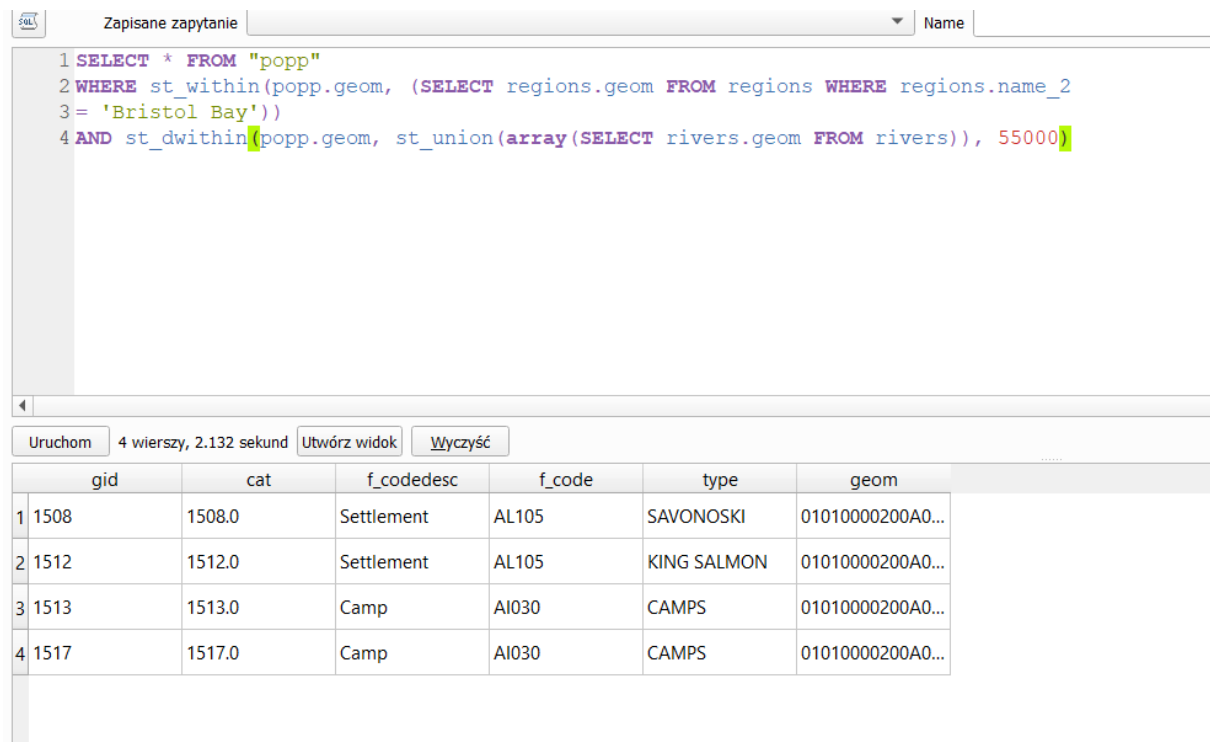 SQL Zapisane zapytanie Name
1 SELECT * FROM "popp"
2 WHERE st_within(popp.geom, (SELECT regions.geom FROM regions WHERE regions.name_2
3 = 'Bristol Bay'))
4 AND st_dwithin(popp.geom, st_union(array(SELECT rivers.geom FROM rivers)), 55000)
Uruchom 4 wierszy, 2.132 sekund Utwórz widok Wyczyść
gid cat f_codedesc f_code type geom
1 1508 1508.0 Settlement AL105 SAVONOSKI 01010000200A0...
2 1512 1512.0 Settlement AL105 KING SALMON 01010000200A0...
3 1513 1513.0 Camp AI030 CAMPS 01010000200A0...
4 1517 1517.0 Camp AI030 CAMPS 01010000200A0...